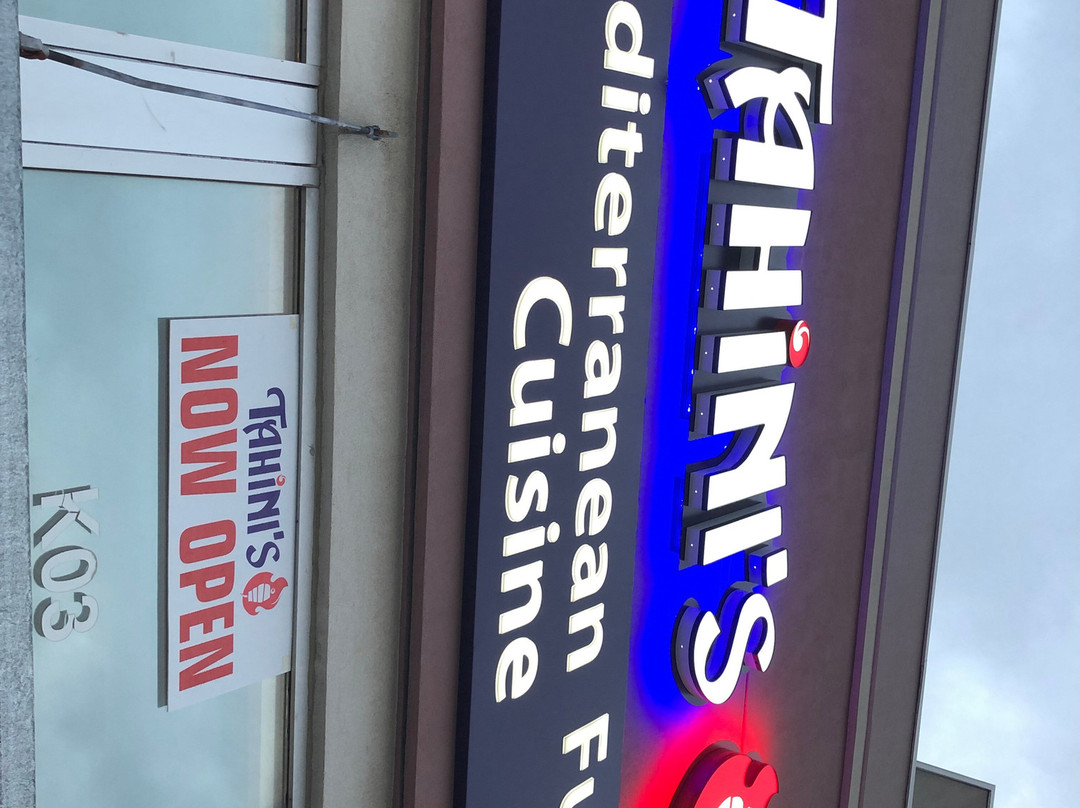 TAHiNi'S
diterranean Fu
Cuisine
TAHiNi'S
NOW OPEN
K03